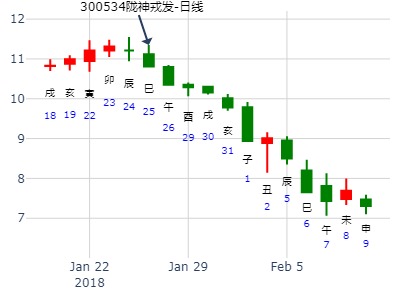 300534陇神戎发-日线
12
11
10
9
8
7
戌
18
亥
19
寅
22
卯
23
辰
24
巳
25
午
26
酉
29
戌
30
亥
31
子
1
丑
2
辰
5
巳
6
午
7
未
8
申
9
Jan 22
2018
Jan 29
Feb 5